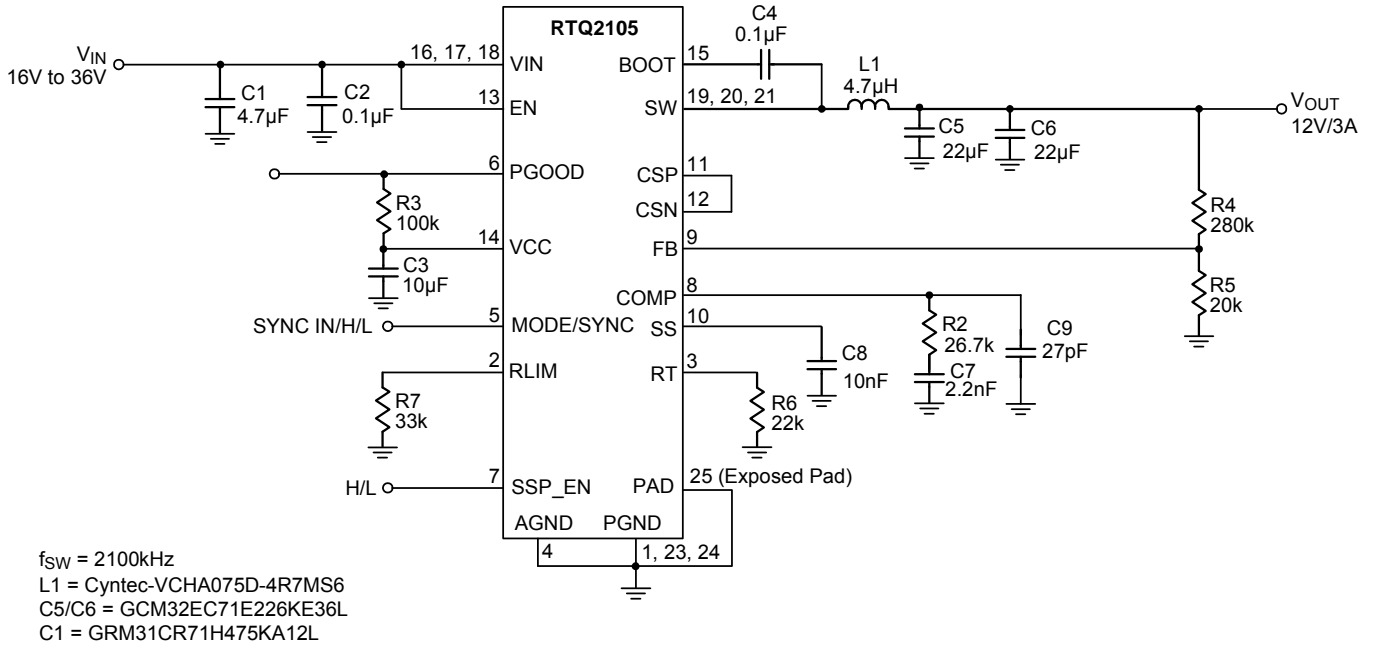 RTQ2105
VIN
16V to 36V
C1
4.7µF
C2
0.1µF
16, 17, 18
VIN
13
EN
6
PGOOD
R3
100k
14
VCC
C3
10µF
SYNC IN/H/L
5
MODE/SYNC
2
RLIM
R7
33k
H/L
7
SSP_EN
AGND
4
PGND
1, 23, 24
PAD
25 (Exposed Pad)
BOOT
15
C4
0.1µF
SW
19, 20, 21
L1
4.7µH
C5
22µF
C6
22µF
VOUT
12V/3A
CSP
11
CSN
12
FB
9
R4
280k
R5
20k
COMP
8
R2
26.7k
C7
2.2nF
C9
27pF
SS
10
C8
10nF
RT
3
R6
22k
fSW = 2100kHz
L1 = Cyntec-VCHA075D-4R7MS6
C5/C6 = GCM32EC71E226KE36L
C1 = GRM31CR71H475KA12L